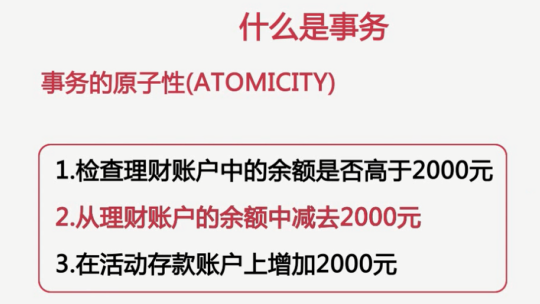 什么是事务
事务的原子性(ATOMICITY)
1.检查理财账户中的余额是否高于2000元
2.从理财账户的余额中减去2000元
3.在活动存款账户上增加2000元